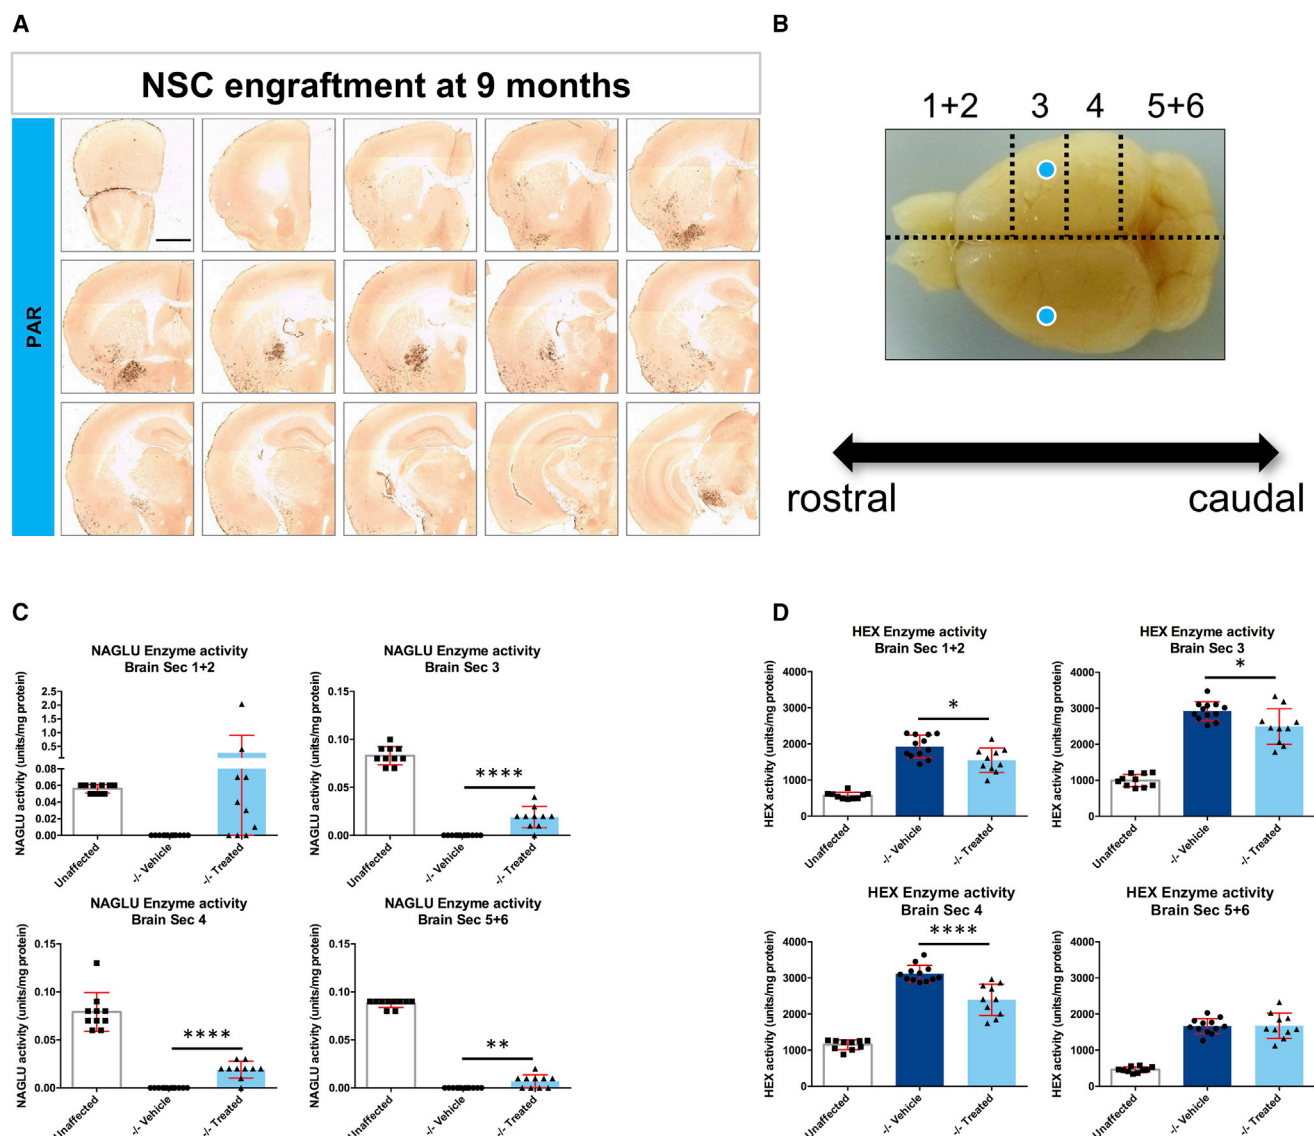 A
NSC engraftment at 9 months
PAR
B
1+2 3 4 5+6
rostral caudal
C
NAGLU Enzyme activity
Brain Sec 1+2
NAGLU activity (units/mg protein)
2.5
2.0
1.5
1.0
0.5
0.08
0.06
0.04
0.02
0.00
Unaffected
-/- Vehicle
-/- Treated
NAGLU Enzyme activity
Brain Sec 3
NAGLU activity (units/mg protein)
0.15
0.10
0.05
0.00
****
Unaffected
-/- Vehicle
-/- Treated
NAGLU Enzyme activity
Brain Sec 4
NAGLU activity (units/mg protein)
0.15
0.10
0.05
0.00
****
Unaffected
-/- Vehicle
-/- Treated
NAGLU Enzyme activity
Brain Sec 5+6
NAGLU activity (units/mg protein)
0.15
0.10
0.05
0.00
**
Unaffected
-/- Vehicle
-/- Treated
D
HEX Enzyme activity
Brain Sec 1+2
HEX activity (units/mg protein)
4000
3000
2000
1000
0
*
Unaffected
-/- Vehicle
-/- Treated
HEX Enzyme activity
Brain Sec 3
HEX activity (units/mg protein)
4000
3000
2000
1000
0
*
Unaffected
-/- Vehicle
-/- Treated
HEX Enzyme activity
Brain Sec 4
HEX activity (units/mg protein)
4000
3000
2000
1000
0
****
Unaffected
-/- Vehicle
-/- Treated
HEX Enzyme activity
Brain Sec 5+6
HEX activity (units/mg protein)
4000
3000
2000
1000
0
Unaffected
-/- Vehicle
-/- Treated